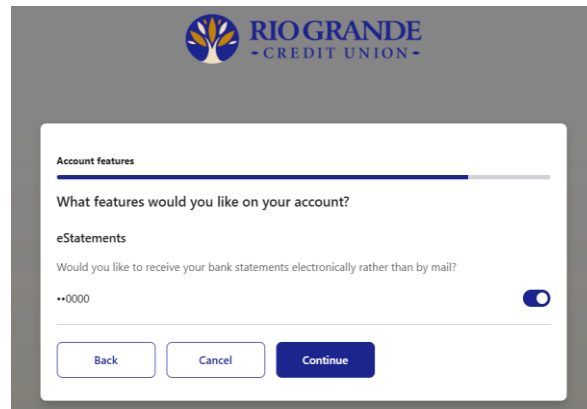 RIO GRANDE
- CREDIT UNION -
Account features
What features would you like on your account?
eStatements
Would you like to receive your bank statements electronically rather than by mail?
••0000
Back
Cancel
Continue